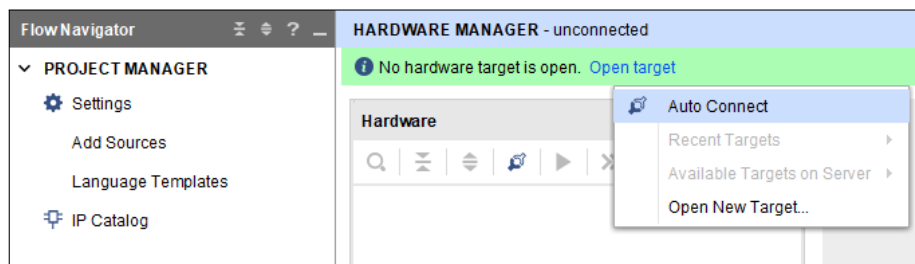 Flow Navigator ?
PROJECT MANAGER
Settings
Add Sources
Language Templates
IP Catalog
HARDWARE MANAGER - unconnected
No hardware target is open. Open target
Hardware
Auto Connect
Recent Targets
Available Targets on Server
Open New Target...